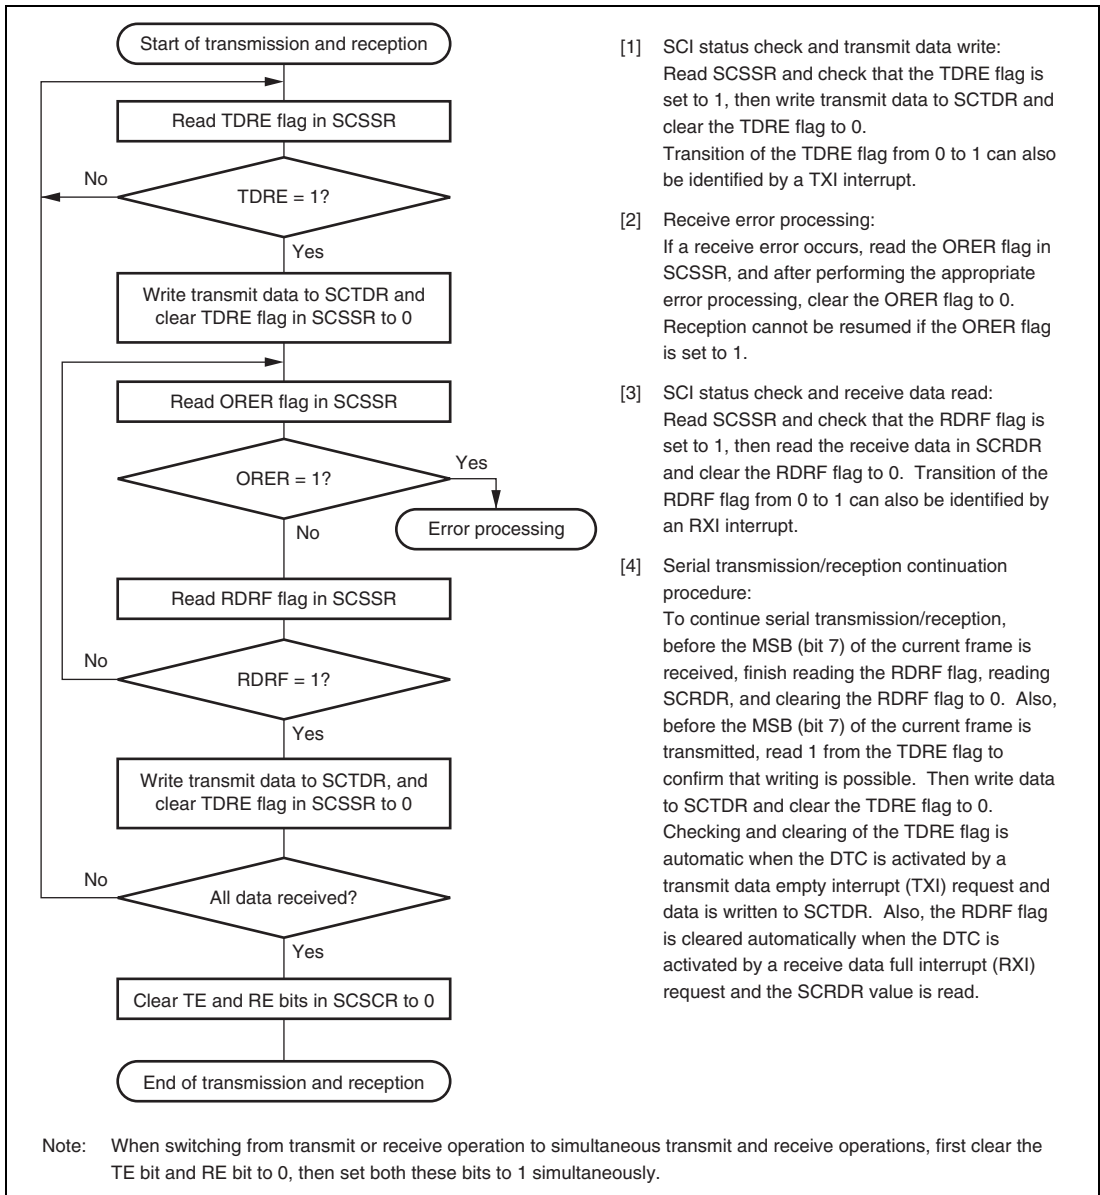 Start of transmission and reception
Read TDRE flag in SCSSR
No
TDRE = 1?
Yes
Write transmit data to SCTDR and
clear TDRE flag in SCSSR to 0
Read ORER flag in SCSSR
ORER = 1?
Yes
Error processing
No
Read RDRF flag in SCSSR
No
RDRF = 1?
Yes
Write transmit data to SCTDR, and
clear TDRE flag in SCSSR to 0
No
All data received?
Yes
Clear TE and RE bits in SCSCR to 0
End of transmission and reception
[1] SCI status check and transmit data write:
Read SCSSR and check that the TDRE flag is
set to 1, then write transmit data to SCTDR and
clear the TDRE flag to 0.
Transition of the TDRE flag from 0 to 1 can also
be identified by a TXI interrupt.
[2] Receive error processing:
If a receive error occurs, read the ORER flag in
SCSSR, and after performing the appropriate
error processing, clear the ORER flag to 0.
Reception cannot be resumed if the ORER flag
is set to 1.
[3] SCI status check and receive data read:
Read SCSSR and check that the RDRF flag is
set to 1, then read the receive data in SCRDR
and clear the RDRF flag to 0. Transition of the
RDRF flag from 0 to 1 can also be identified by
an RXI interrupt.
[4] Serial transmission/reception continuation
procedure:
To continue serial transmission/reception,
before the MSB (bit 7) of the current frame is
received, finish reading the RDRF flag, reading
SCRDR, and clearing the RDRF flag to 0. Also,
before the MSB (bit 7) of the current frame is
transmitted, read 1 from the TDRE flag to
confirm that writing is possible. Then write data
to SCTDR and clear the TDRE flag to 0.
Checking and clearing of the TDRE flag is
automatic when the DTC is activated by a
transmit data empty interrupt (TXI) request and
data is written to SCTDR. Also, the RDRF flag
is cleared automatically when the DTC is
activated by a receive data full interrupt (RXI)
request and the SCRDR value is read.
Note: When switching from transmit or receive operation to simultaneous transmit and receive operations, first clear the
TE bit and RE bit to 0, then set both these bits to 1 simultaneously.